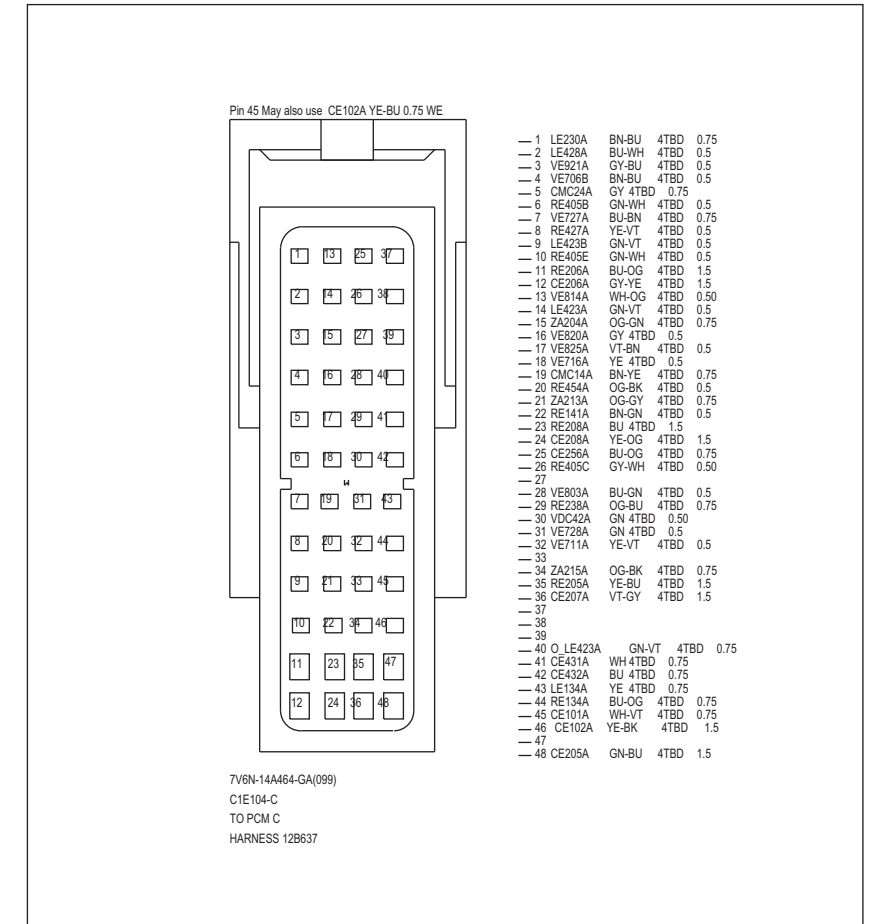 Pin 45 May also use CE102A YE-BU 0.75 WE
1 13 25 37
2 14 26 38
3 15 27 39
4 16 28 40
5 17 29 41
6 18 30 42
7 19 31 43
8 20 32 44
9 21 33 45
10 22 34 46
11 23 35 47
12 24 36 48
— 1 LE230A BN-BU 4TBD 0.75
— 2 LE428A BU-WH 4TBD 0.5
— 3 VE921A GY-BU 4TBD 0.5
— 4 VE706B BN-BU 4TBD 0.5
— 5 CMC24A GY 4TBD 0.75
— 6 RE405B GN-WH 4TBD 0.5
— 7 VE727A BU-BN 4TBD 0.75
— 8 RE427A YE-VT 4TBD 0.5
— 9 LE423B GN-VT 4TBD 0.5
— 10 RE405E GN-WH 4TBD 0.5
— 11 RE206A BU-OG 4TBD 1.5
— 12 CE206A GY-YE 4TBD 1.5
— 13 VE814A WH-OG 4TBD 0.50
— 14 LE423A GN-VT 4TBD 0.5
— 15 ZA204A OG-GN 4TBD 0.75
— 16 VE820A GY 4TBD 0.5
— 17 VE825A VT-BN 4TBD 0.5
— 18 VE716A YE 4TBD 0.5
— 19 CMC14A BN-YE 4TBD 0.75
— 20 RE454A OG-BK 4TBD 0.5
— 21 ZA213A OG-GY 4TBD 0.75
— 22 RE141A BN-GN 4TBD 0.5
— 23 RE208A BU 4TBD 1.5
— 24 CE208A YE-OG 4TBD 1.5
— 25 CE256A BU-OG 4TBD 0.75
— 26 RE405C GY-WH 4TBD 0.50
— 27
— 28 VE803A BU-GN 4TBD 0.5
— 29 RE238A OG-BU 4TBD 0.75
— 30 VDC42A GN 4TBD 0.50
— 31 VE728A GN 4TBD 0.5
— 32 VE711A YE-VT 4TBD 0.5
— 33
— 34 ZA215A OG-BK 4TBD 0.75
— 35 RE205A YE-BU 4TBD 1.5
— 36 CE207A VT-GY 4TBD 1.5
— 37
— 38
— 39
— 40 O_LE423A GN-VT 4TBD 0.75
— 41 CE431A WH 4TBD 0.75
— 42 CE432A BU 4TBD 0.75
— 43 LE134A YE 4TBD 0.75
— 44 RE134A BU-OG 4TBD 0.75
— 45 CE101A WH-VT 4TBD 0.75
— 46 CE102A YE-BK 4TBD 1.5
— 47
— 48 CE205A GN-BU 4TBD 1.5
7V6N-14A464-GA(099)
C1E104-C
TO PCM C
HARNESS 12B637